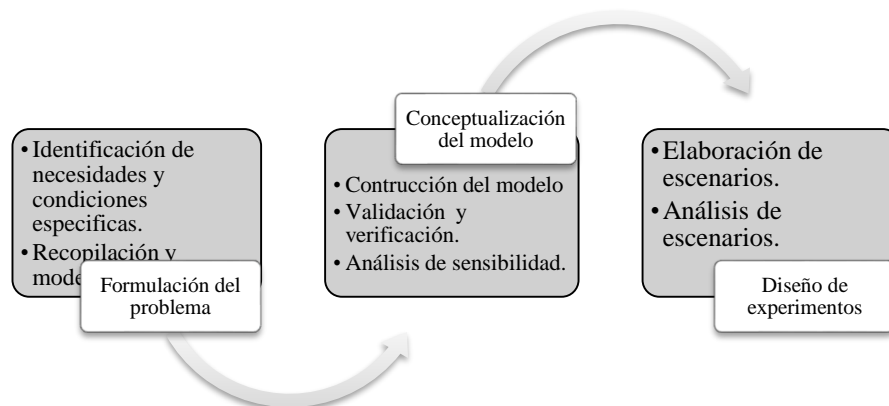 • Identificación de
necesidades y
condiciones
especificas.
• Recopilación y
Formulación del
problema
Conceptualización
del modelo
• Contrucción del modelo
• Validación y
verificación.
• Análisis de sensibilidad.
• Elaboración de
escenarios.
• Análisis de
escenarios.
Diseño de
experimentos